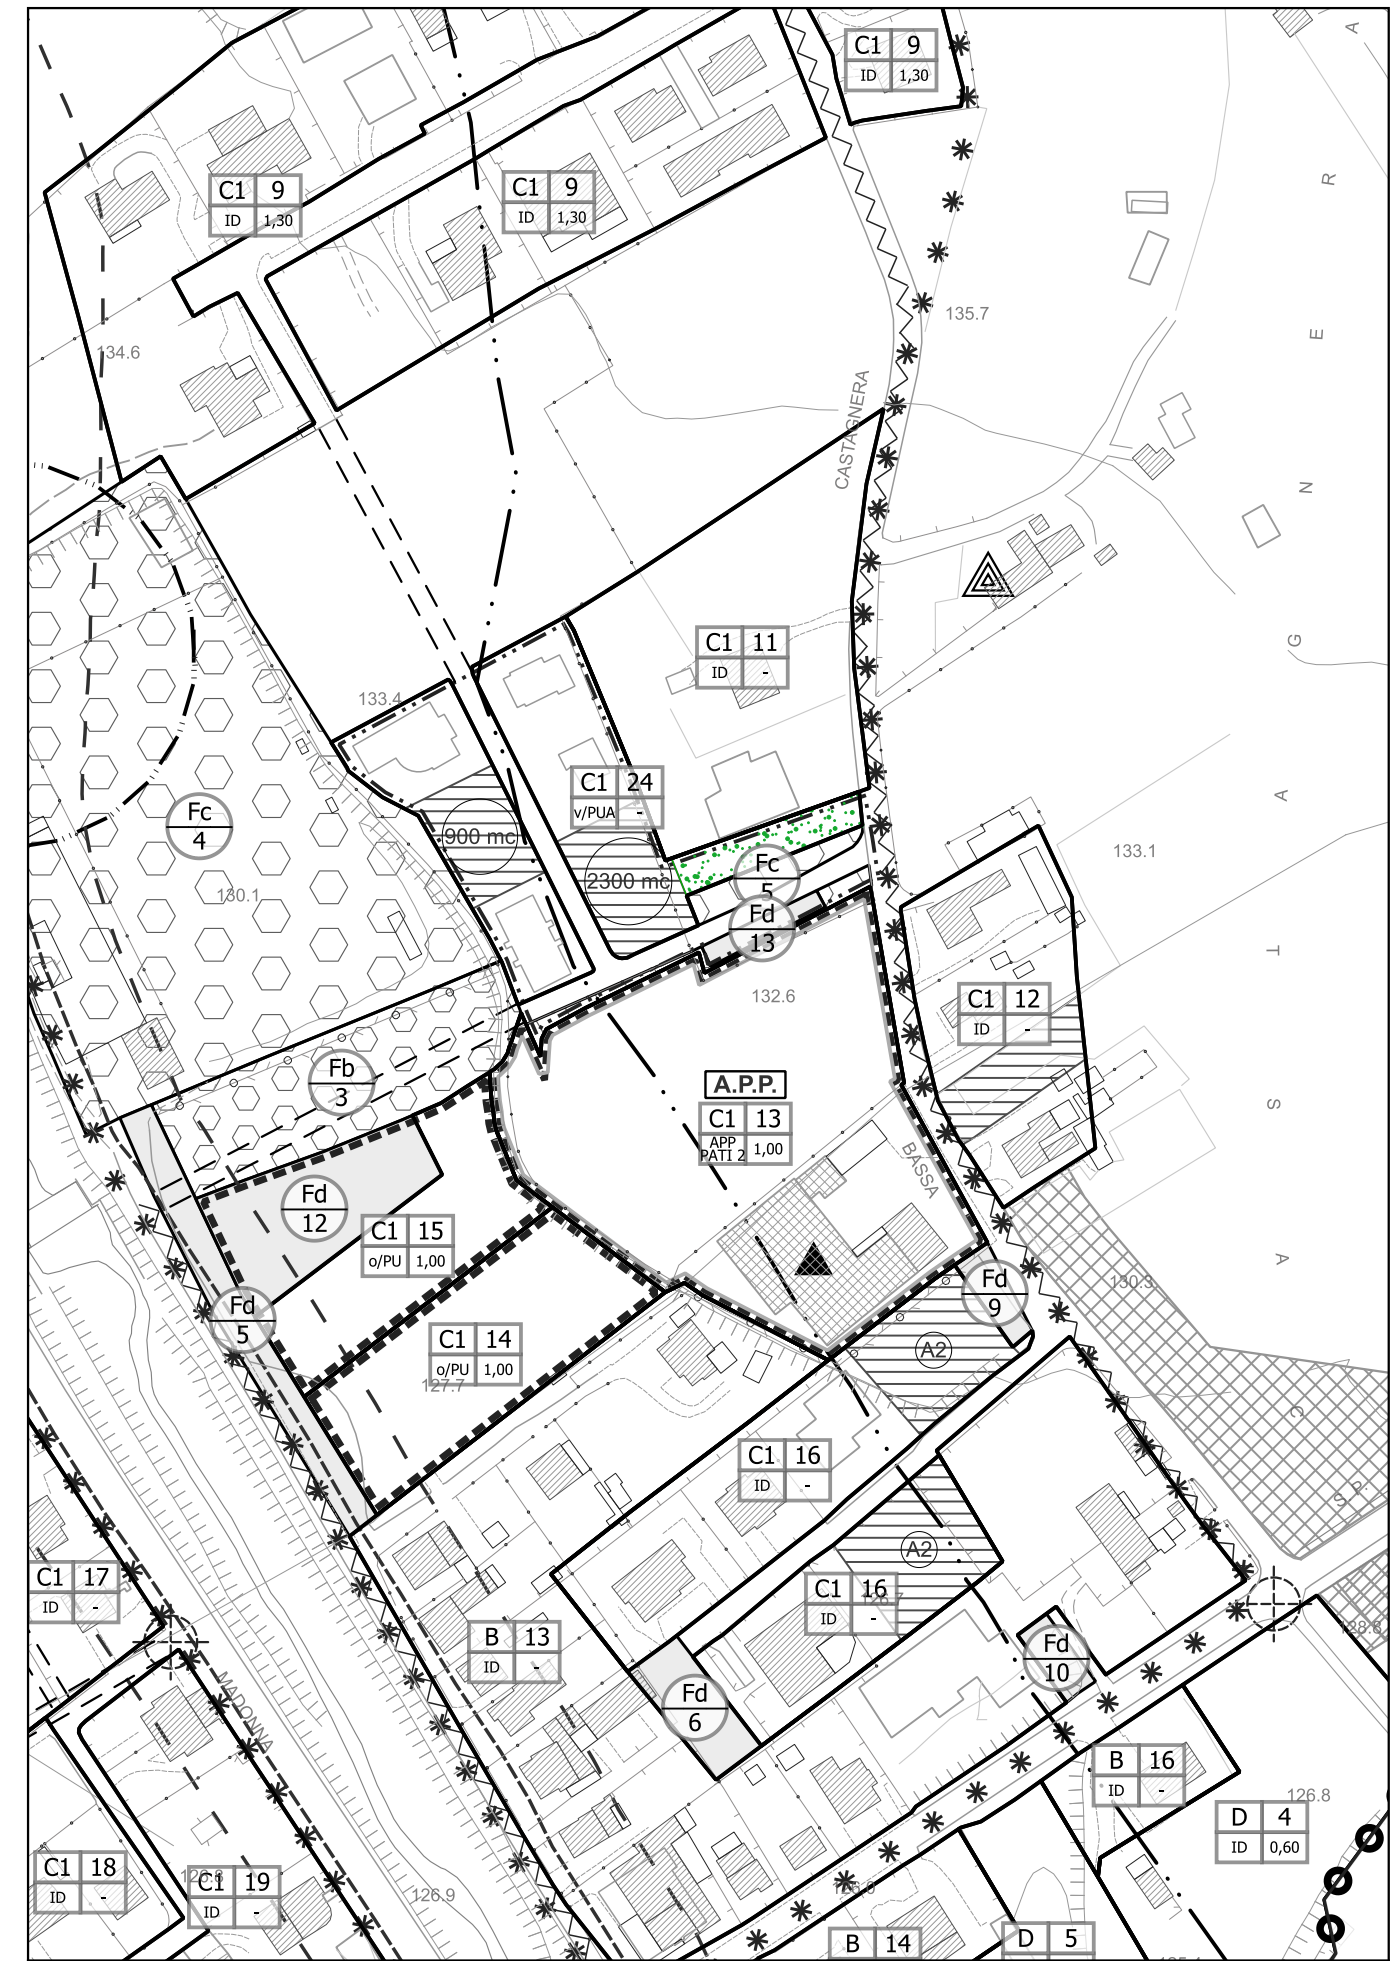 C1 9
ID 1,30
A
C1 9
ID 1,30
C1 9
ID 1,30
R
E
135.7
134.6
CASTAGNERA
N
G
C1 11
ID -
133.4
C1 24
v/PUA -
A
Fc
4
900 mc
2300 mc
Fc
5
133.1
130.1
Fd
13
T
132.6
C1 12
ID -
Fb
3
A.P.P.
C1 13
APP
PATI 2 1,00
S
BASSA
Fd
12
C1 15
o/PU 1,00
A
130.3
Fd
9
Fd
5
C1 14
o/PU 1,00
127.7
A2
C
C1 16
ID -
S.P.
A2
C1 17
ID -
C1 16
ID -
B 13
ID -
128.8
Fd
10
MADONNA
Fd
6
B 16
ID -
126.8
D 4
ID 0,60
C1 18
ID -
C1 19
ID -
126.9
B 14
D 5